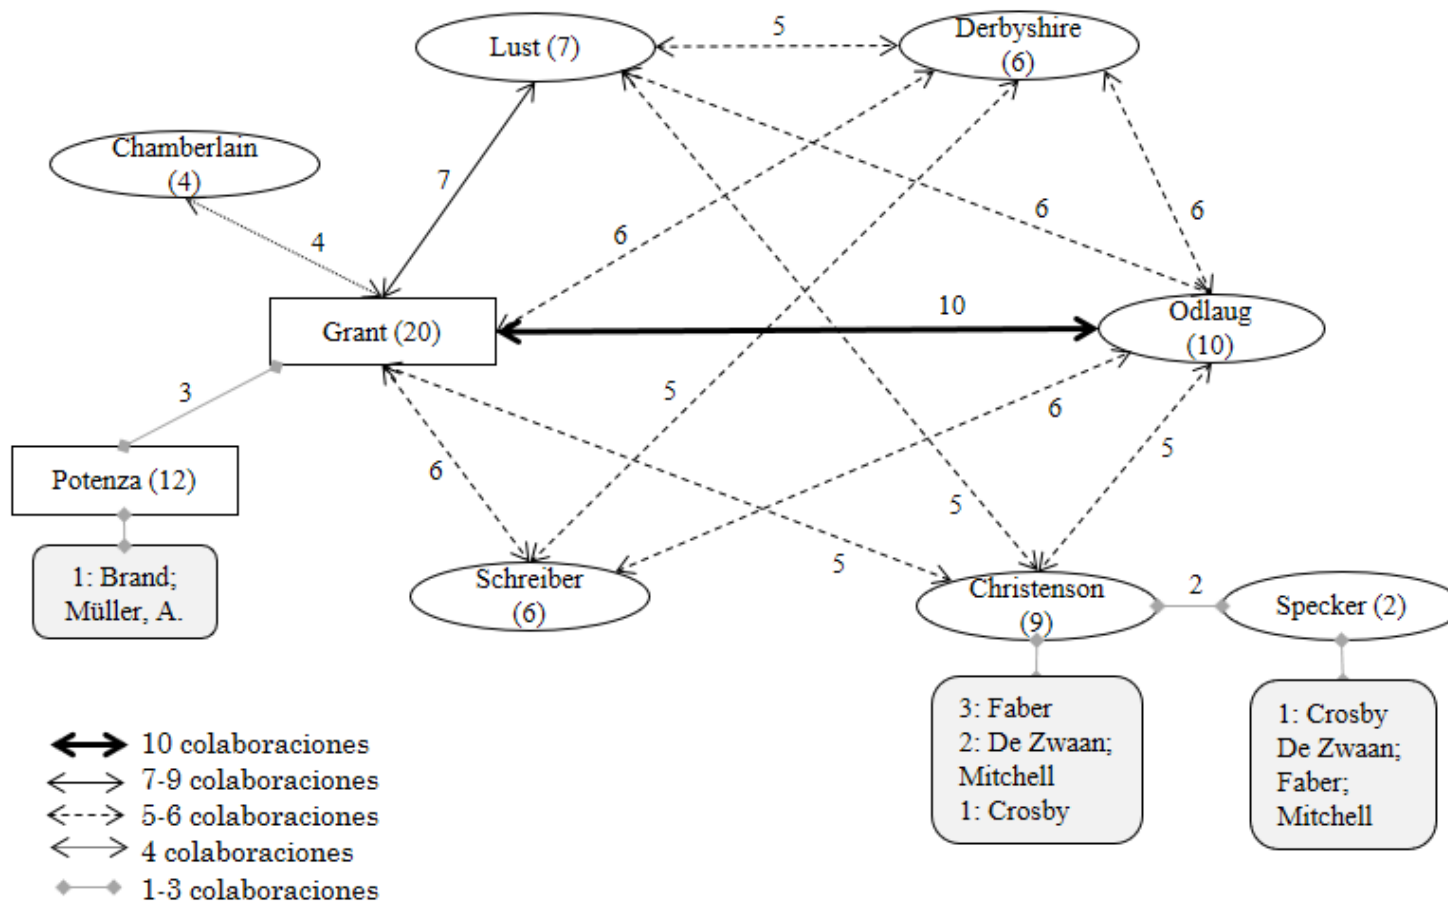 5
Lust (7)
Derbyshire
(6)
Chamberlain
(4)
7
4
6
6
6
Grant (20)
10
Odlaug
(10)
3
5
6
Potenza (12)
6
5
5
5
1: Brand;
Müller, A.
Schreiber
(6)
Christenson
(9)
2
Specker (2)
3: Faber
2: De Zwaan;
Mitchell
1: Crosby
1: Crosby
De Zwaan;
Faber;
Mitchell
10 colaboraciones
7-9 colaboraciones
5-6 colaboraciones
4 colaboraciones
1-3 colaboraciones